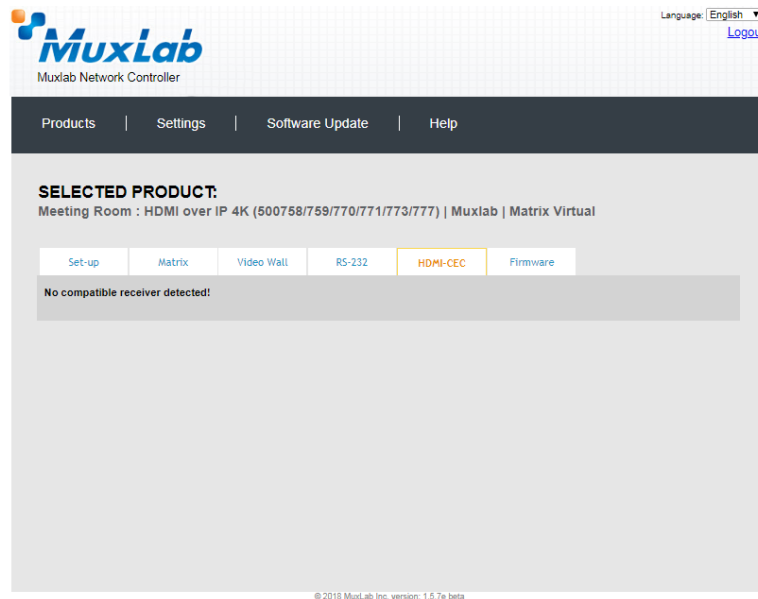 Language: English
Logou
MuxLab
Muxlab Network Controller
Products | Settings | Software Update | Help
SELECTED PRODUCT:
Meeting Room : HDMI over IP 4K (500758/759/770/771/773/777) | Muxlab | Matrix Virtual
Set-up Matrix Video Wall RS-232 HDMI-CEC Firmware
No compatible receiver detected!
© 2018 MuxLab Inc. version: 1.5.7e beta